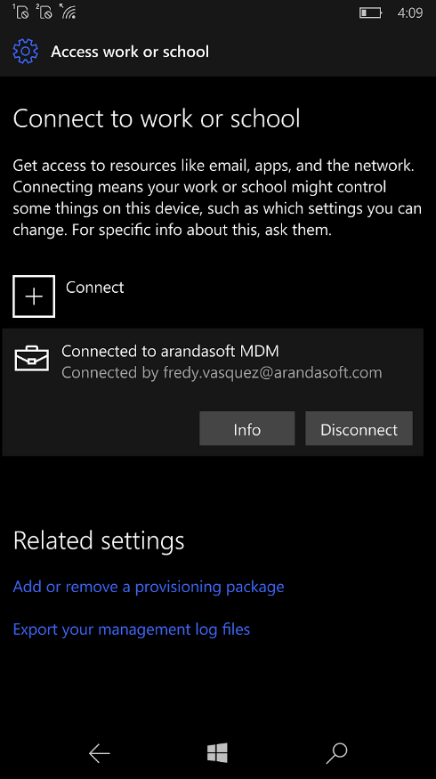 1 2 4:09
Access work or school
Connect to work or school
Get access to resources like email, apps, and the network.
Connecting means your work or school might control
some things on this device, such as which settings you can
change. For specific info about this, ask them.
Connect
Connected to arandasoft MDM
Connected by fredy.vasquez@arandasoft.com
Info Disconnect
Related settings
Add or remove a provisioning package
Export your management log files